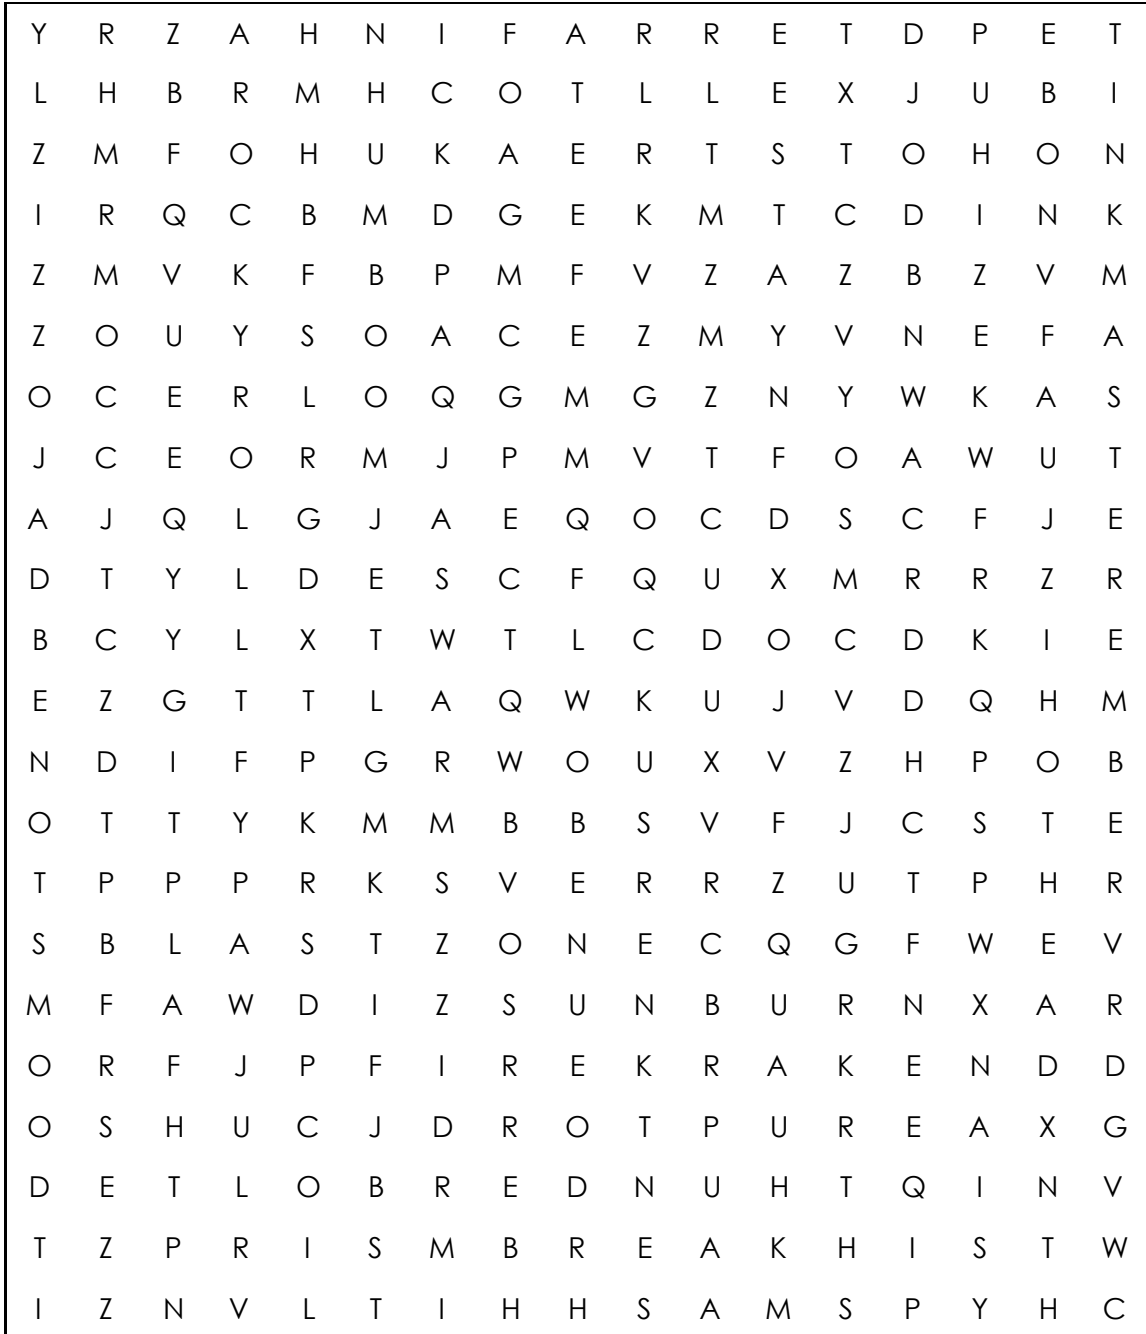 Y R Z A H N I F A R R E T D P E T
L H B R M H C O T L L E X J U B I
Z M F O H U K A E R T S T O H O N
I R Q C B M D G E K M T C D I N K
Z M V K F B P M F V Z A Z B Z V M
Z O U Y S O A C E Z M Y V N E F A
O C E R L O Q G M G Z N Y W K A S
J C E O R M J P M V T F O A W U T
A J Q L G J A E Q O C D S C F J E
D T Y L D E S C F Q U X M R R Z R
B C Y L X T W T L C D O C D K I E
E Z G T T L A Q W K U J V D Q H M
N D I F P G R W O U X V Z H P O B
O T T Y K M M B B S V F J C S T E
T P P P R K S V E R R Z U T P H R
S B L A S T Z O N E C Q G F W E V
M F A W D I Z S U N B U R N X A R
O R F J P F I R E K R A K E N D D
O S H U C J D R O T P U R E A X G
D E T L O B R E D N U H T Q I N V
T Z P R I S M B R E A K H I S T W
I Z N V L T I H H S A M S P Y H C